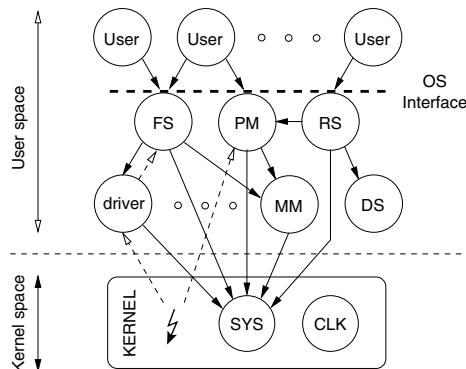 User
User
User
OS
Interface
User space
FS
PM
RS
driver
MM
DS
Kernel space
KERNEL
SYS
CLK